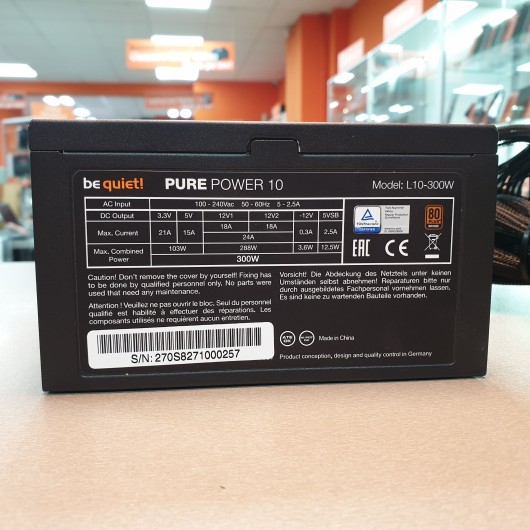 be quiet! PURE POWER 10 Model: L10-300W
AC Input 100 - 240Vac 50 - 60Hz 5 - 2.5A
DC Output 3,3V 5V 12V1 12V2 -12V 5VSB
Max. Current 21A 15A 18A 18A 0,3A 2,5A
24A
Max. Combined Power 103W 288W 3,6W 12,5W
300W
80
PLUS
EAC CE
Caution! Don't remove the cover by yourself! Fixing has
to be done by qualified personnel only. No parts were
used that need any maintenance.
Attention ! Veuillez ne pas ouvrir le bloc. Seul du personnel
qualifié est habilité à effectuer des réparations. Les
composants utilisés ne requièrent aucun entretien.
Vorsicht! Die Abdeckung des Netzteils unter keinen
Umständen selbst abnehmen! Reparaturen bitte nur
durch ausgebildetes Fachpersonal vornehmen lassen.
Es sind keine zu wartenden Bauteile vorhanden.
S/N: 270S8271000257
Made in China
Product conception, design and quality control in Germany